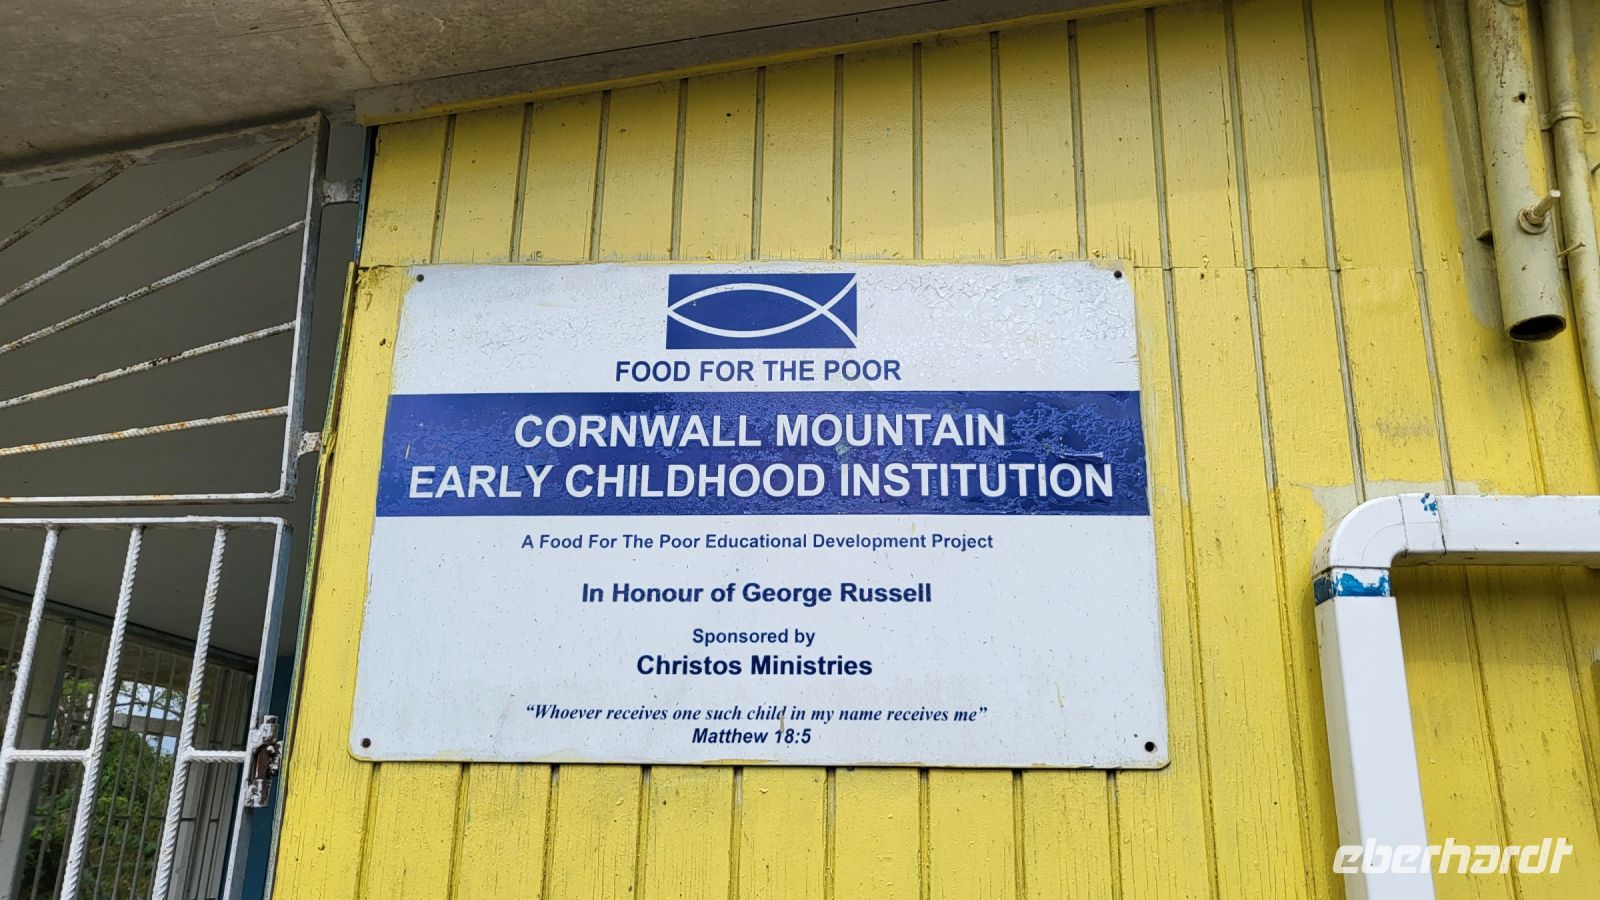 FOOD FOR THE POOR
CORNWALL MOUNTAIN
EARLY CHILDHOOD INSTITUTION
A Food For The Poor Educational Development Project
In Honour of George Russell
Sponsored by
Christos Ministries
“Whoever receives one such child in my name receives me”
Matthew 18:5
eberhardt